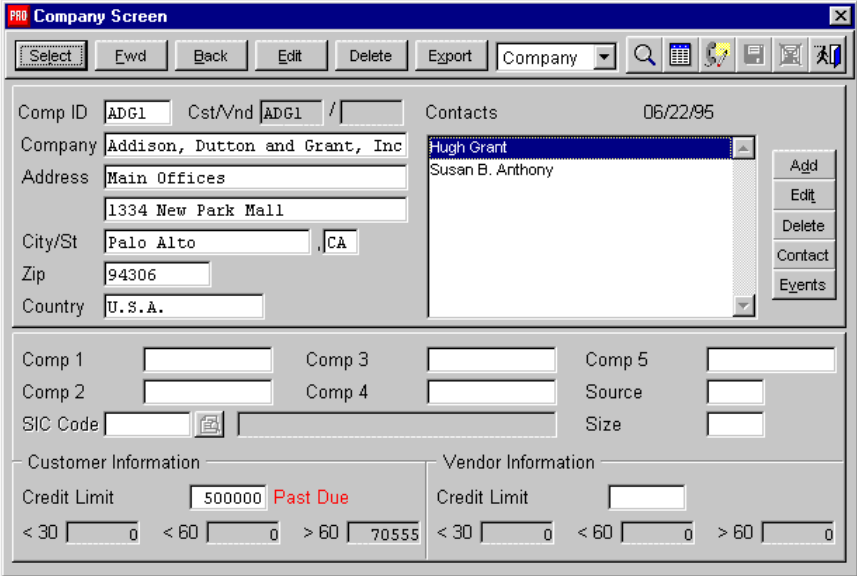 PRO Company Screen
Select Fwd Back Edit Delete Export Company
Comp ID ADG1 Cst/Vnd ADG1 / Contacts 06/22/95
Company Addison, Dutton and Grant, Inc Hugh Grant
Susan B. Anthony
Address Main Offices Add
1334 New Park Mall Edit
City/St Palo Alto , CA Delete
Zip 94306 Contact
Country U.S.A. Events
Comp 1 Comp 3 Comp 5
Comp 2 Comp 4 Source
SIC Code Size
Customer Information Vendor Information
Credit Limit 500000 Past Due Credit Limit
< 30 0 < 60 0 > 60 70555 < 30 0 < 60 0 > 60 0